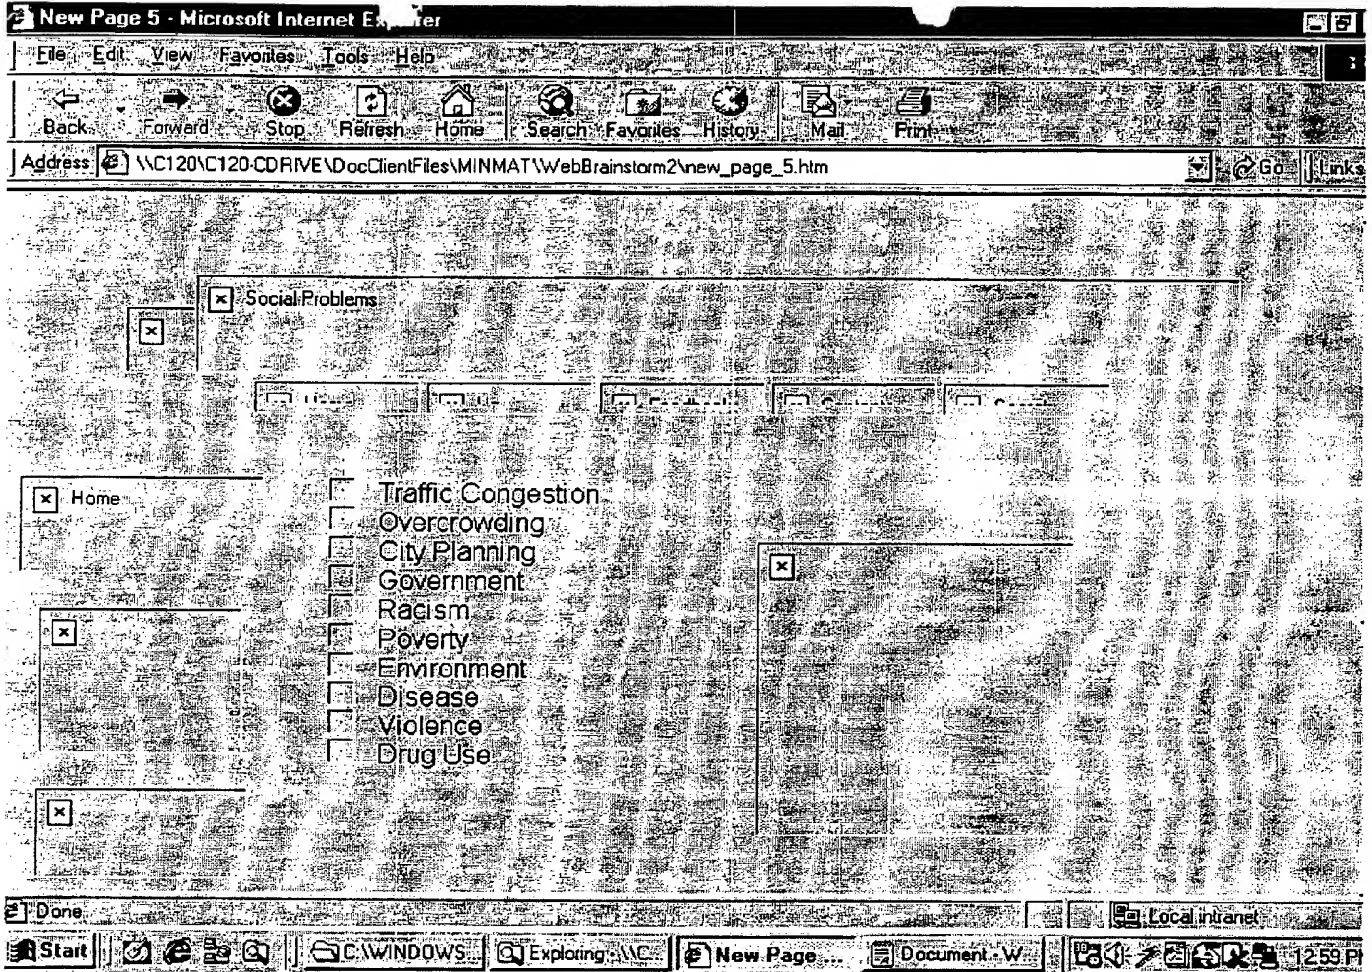 New Page 5 - Microsoft Internet Explorer
File Edit View Favorites Tools Help
Back Forward Stop Refresh Home Search Favorites History Mail Print
Address \\C120\C120-CDRIVE\DocClientFiles\MINMAT\WebBrainstorm2\new_page_5.htm Go Links
Social Problems
Home
Traffic Congestion
Overcrowding
City Planning
Government
Racism
Poverty
Environment
Disease
Violence
Drug Use
Done Local intranet
Start C:\WINDOWS... Exploring - \\C... New Page ... Document - W... 12:59 P